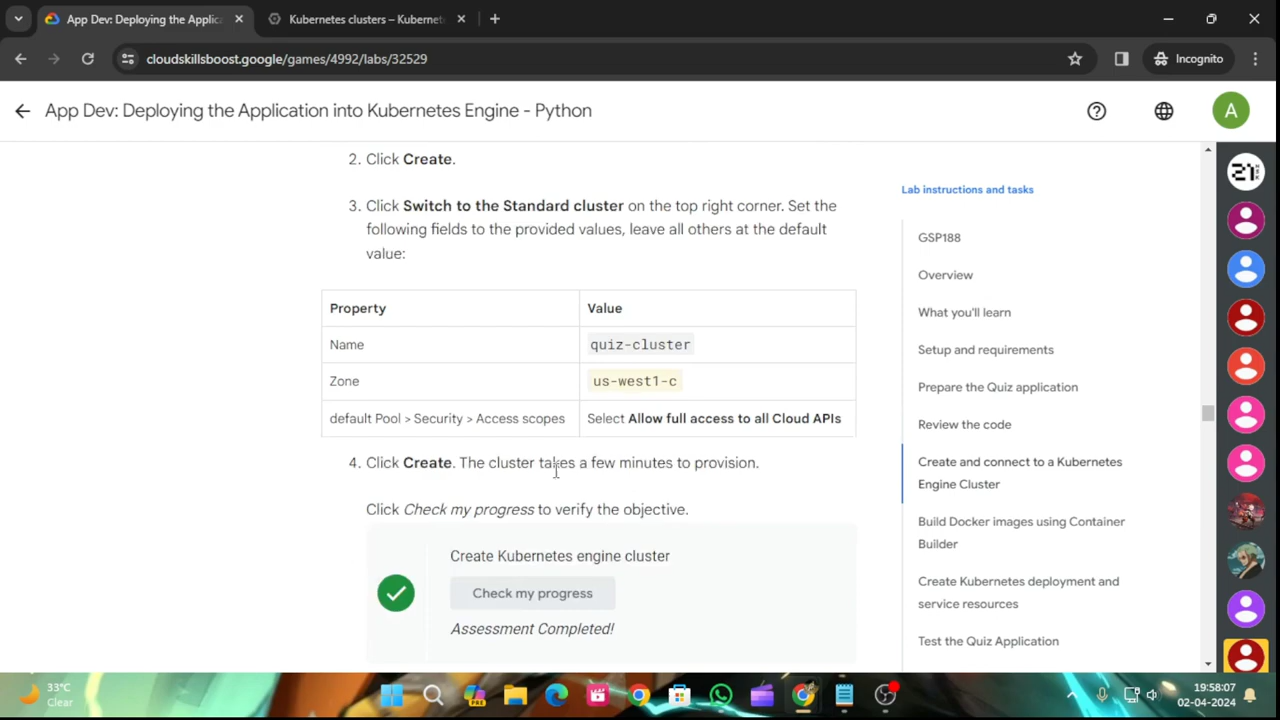 App Dev: Deploying the Applica
Kubernetes clusters – Kubernet
cloudskillsboost.google/games/4992/labs/32529
Incognito
App Dev: Deploying the Application into Kubernetes Engine - Python
A
2. Click Create.
3. Click Switch to the Standard cluster on the top right corner. Set the
following fields to the provided values, leave all others at the default
value:
Property Value
Name quiz-cluster
Zone us-west1-c
default Pool > Security > Access scopes Select Allow full access to all Cloud APIs
4. Click Create. The cluster takes a few minutes to provision.
Click Check my progress to verify the objective.
Create Kubernetes engine cluster
Check my progress
Assessment Completed!
Lab instructions and tasks
GSP188
Overview
What you'll learn
Setup and requirements
Prepare the Quiz application
Review the code
Create and connect to a Kubernetes
Engine Cluster
Build Docker images using Container
Builder
Create Kubernetes deployment and
service resources
Test the Quiz Application
21
33°C
Clear
PRE
19:58:07
02-04-2024